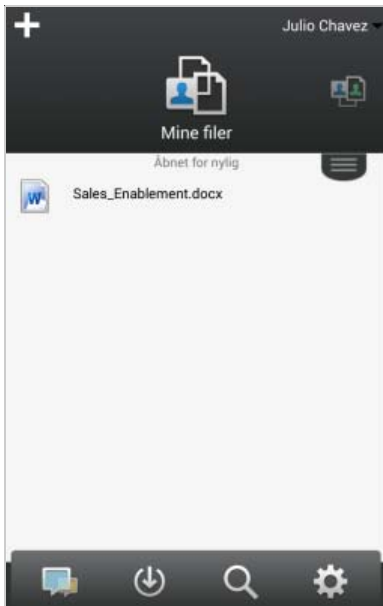 Julio Chavez
Mine filer
Åbnet for nylig
Sales_Enablement.docx